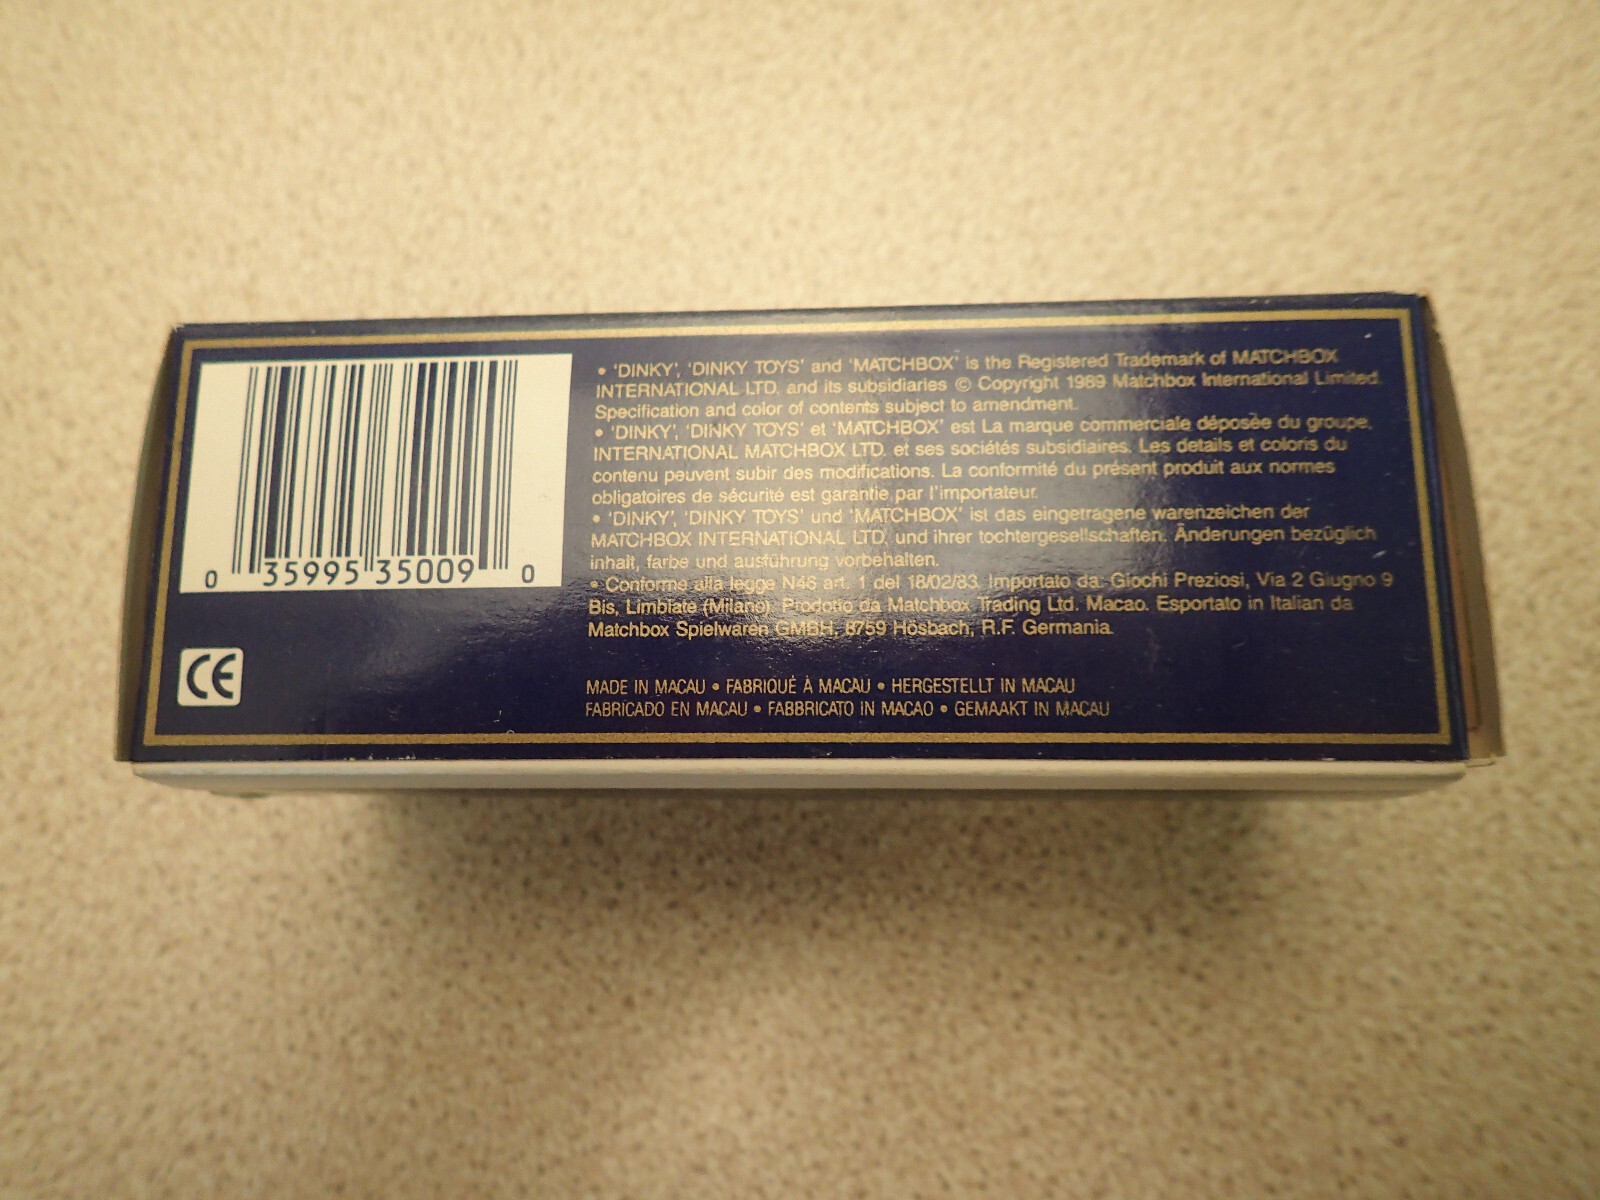 0 35995 35009 0
CE
• 'DINKY', 'DINKY TOYS' and 'MATCHBOX' is the Registered Trademark of MATCHBOX
INTERNATIONAL LTD. and its subsidiaries © Copyright 1989 Matchbox International Limited.
Specification and color of contents subject to amendment.
• 'DINKY', 'DINKY TOYS' et 'MATCHBOX' est La marque commerciale déposèe du groupe,
INTERNATIONAL MATCHBOX LTD. et ses sociétés subsidiaires. Les details et coloris du
contenu peuvent subir des modifications. La conformité du présent produit aux normes
obligatoires de sécurité est garantie par l'importateur.
• 'DINKY', 'DINKY TOYS' und 'MATCHBOX' ist das eingetragene warenzeichen der
MATCHBOX INTERNATIONAL LTD. und ihrer tochtergesellschaften. Änderungen bezüglich
inhalt, farbe und ausführung vorbehalten.
• Conforme alla legge N46 art. 1 del 18/02/83. Importato da: Giochi Preziosi, Via 2 Giugno 9
Bis, Limbiate (Milano). Prodotto da Matchbox Trading Ltd. Macao. Esportato in Italian da
Matchbox Spielwaren GMBH, 8759 Hösbach, R.F. Germania.
MADE IN MACAU • FABRIQUÉ À MACAU • HERGESTELLT IN MACAU
FABRICADO EN MACAU • FABBRICATO IN MACAO • GEMAAKT IN MACAU